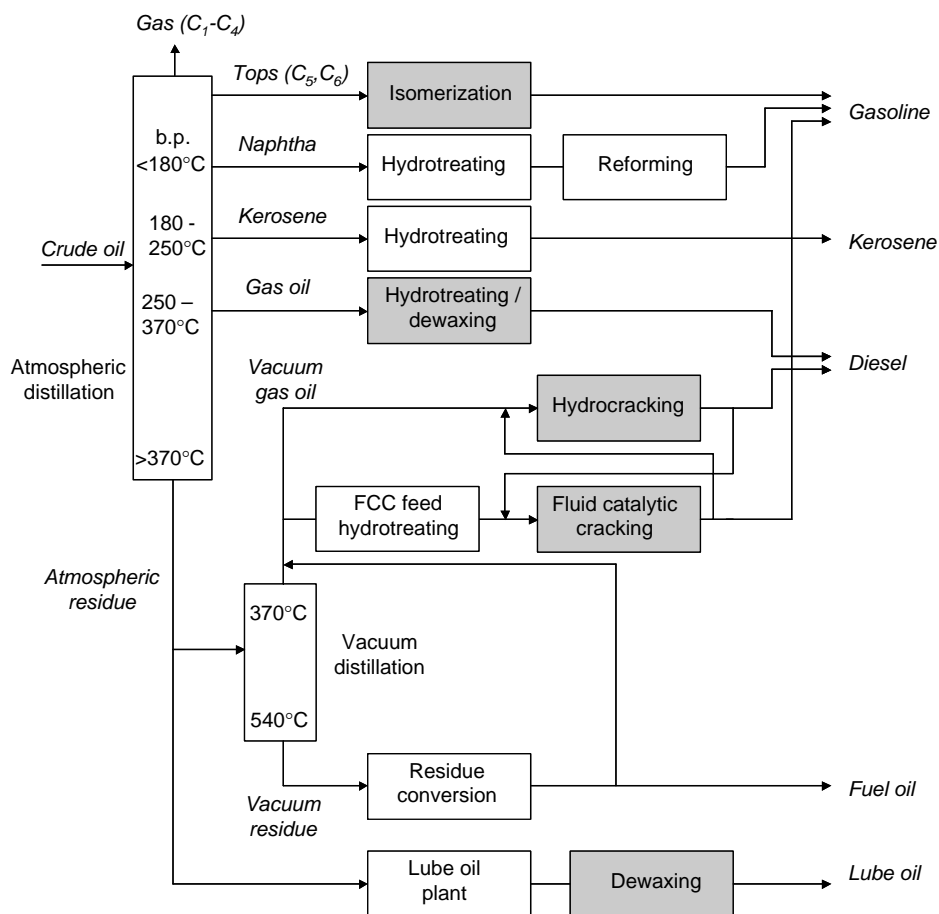 Gas (C1-C4)
Tops (C5,C6)
Isomerization
Gasoline
b.p.
<180°C
Naphtha
Hydrotreating
Reforming
180 -
250°C
Kerosene
Hydrotreating
Kerosene
Crude oil
Gas oil
250 –
370°C
Hydrotreating /
dewaxing
Diesel
Atmospheric
distillation
Vacuum
gas oil
Hydrocracking
>370°C
FCC feed
hydrotreating
Fluid catalytic
cracking
Atmospheric
residue
370°C
Vacuum
distillation
540°C
Vacuum
residue
Residue
conversion
Fuel oil
Lube oil
plant
Dewaxing
Lube oil